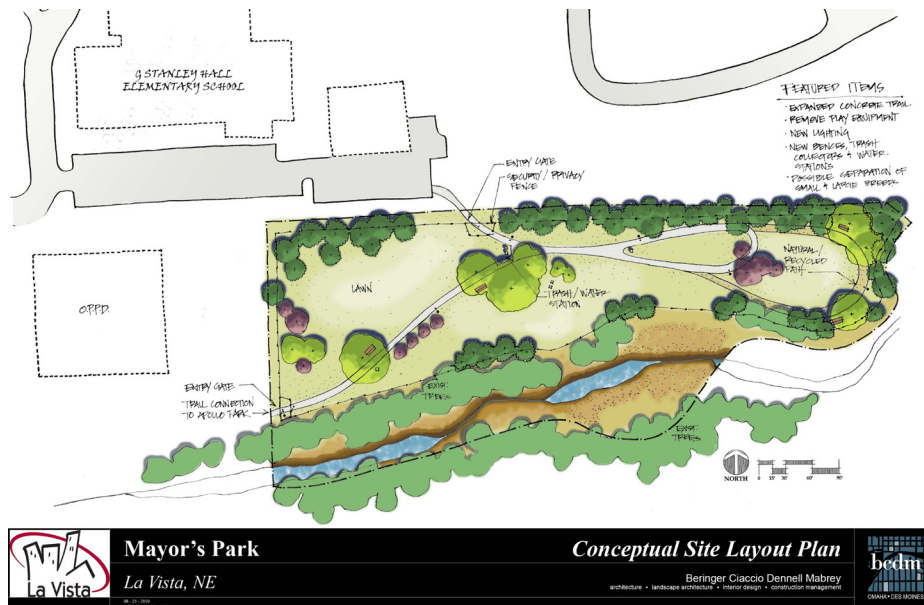 G STANLEY HALL
ELEMENTARY SCHOOL
FEATURED ITEMS
• EXPANDED CONCRETE TRAIL
• REMOVE PLAY EQUIPMENT
• NEW LIGHTING
• NEW BENCES, TRASH
COLLECTORS + WATER
STATIONS
• POSSIBLE SEPARATION OF
SMALL + LARGE BREEDS
ENTRY GATE
SECURITY / PRIVACY
FENCE
NATURAL/
RECYCLED
PATH
LAWN
TRASH/WATER
STATION
O.P.P.D.
ENTRY GATE
TRAIL CONNECTION
TO APOLLO PARK
EXIST.
TREES
EXIST.
TREES
NORTH
0 15' 30' 60' 90'
La Vista
Mayor's Park
La Vista, NE
08 - 15 - 2010
Conceptual Site Layout Plan
Beringer Ciaccio Dennell Mabrey
architecture • landscape architecture • interior design • construction management
bcdm
OMAHA • DES MOINES